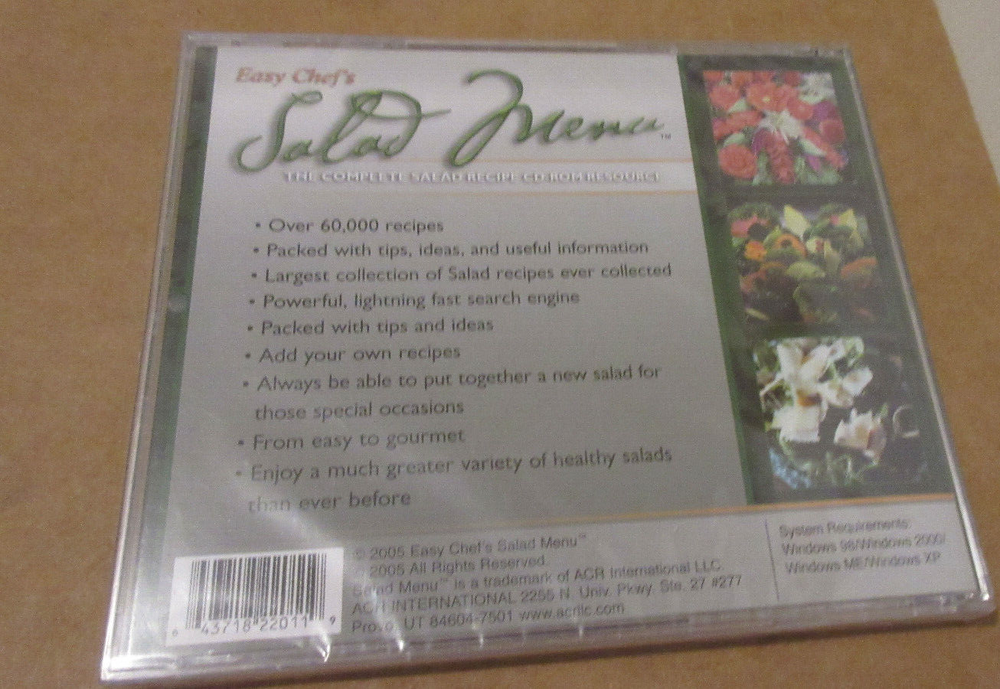 Easy Chef's
Salad Menu™
THE COMPLETE SALAD RECIPE CD-ROM RESOURCE
• Over 60,000 recipes
• Packed with tips, ideas, and useful information
• Largest collection of Salad recipes ever collected
• Powerful, lightning fast search engine
• Packed with tips and ideas
• Add your own recipes
• Always be able to put together a new salad for
those special occasions
• From easy to gourmet
• Enjoy a much greater variety of healthy salads
than ever before
© 2005 Easy Chef's Salad Menu™
© 2005 All Rights Reserved.
Salad Menu™ is a trademark of ACR International LLC
ACR INTERNATIONAL 2255 N. Univ. Pkwy. Ste. 27 #277
Provo, UT 84604-7501 www.acrllc.com
System Requirements:
Windows 98/Windows 2000/
Windows ME/Windows XP
6 43718 22011 9